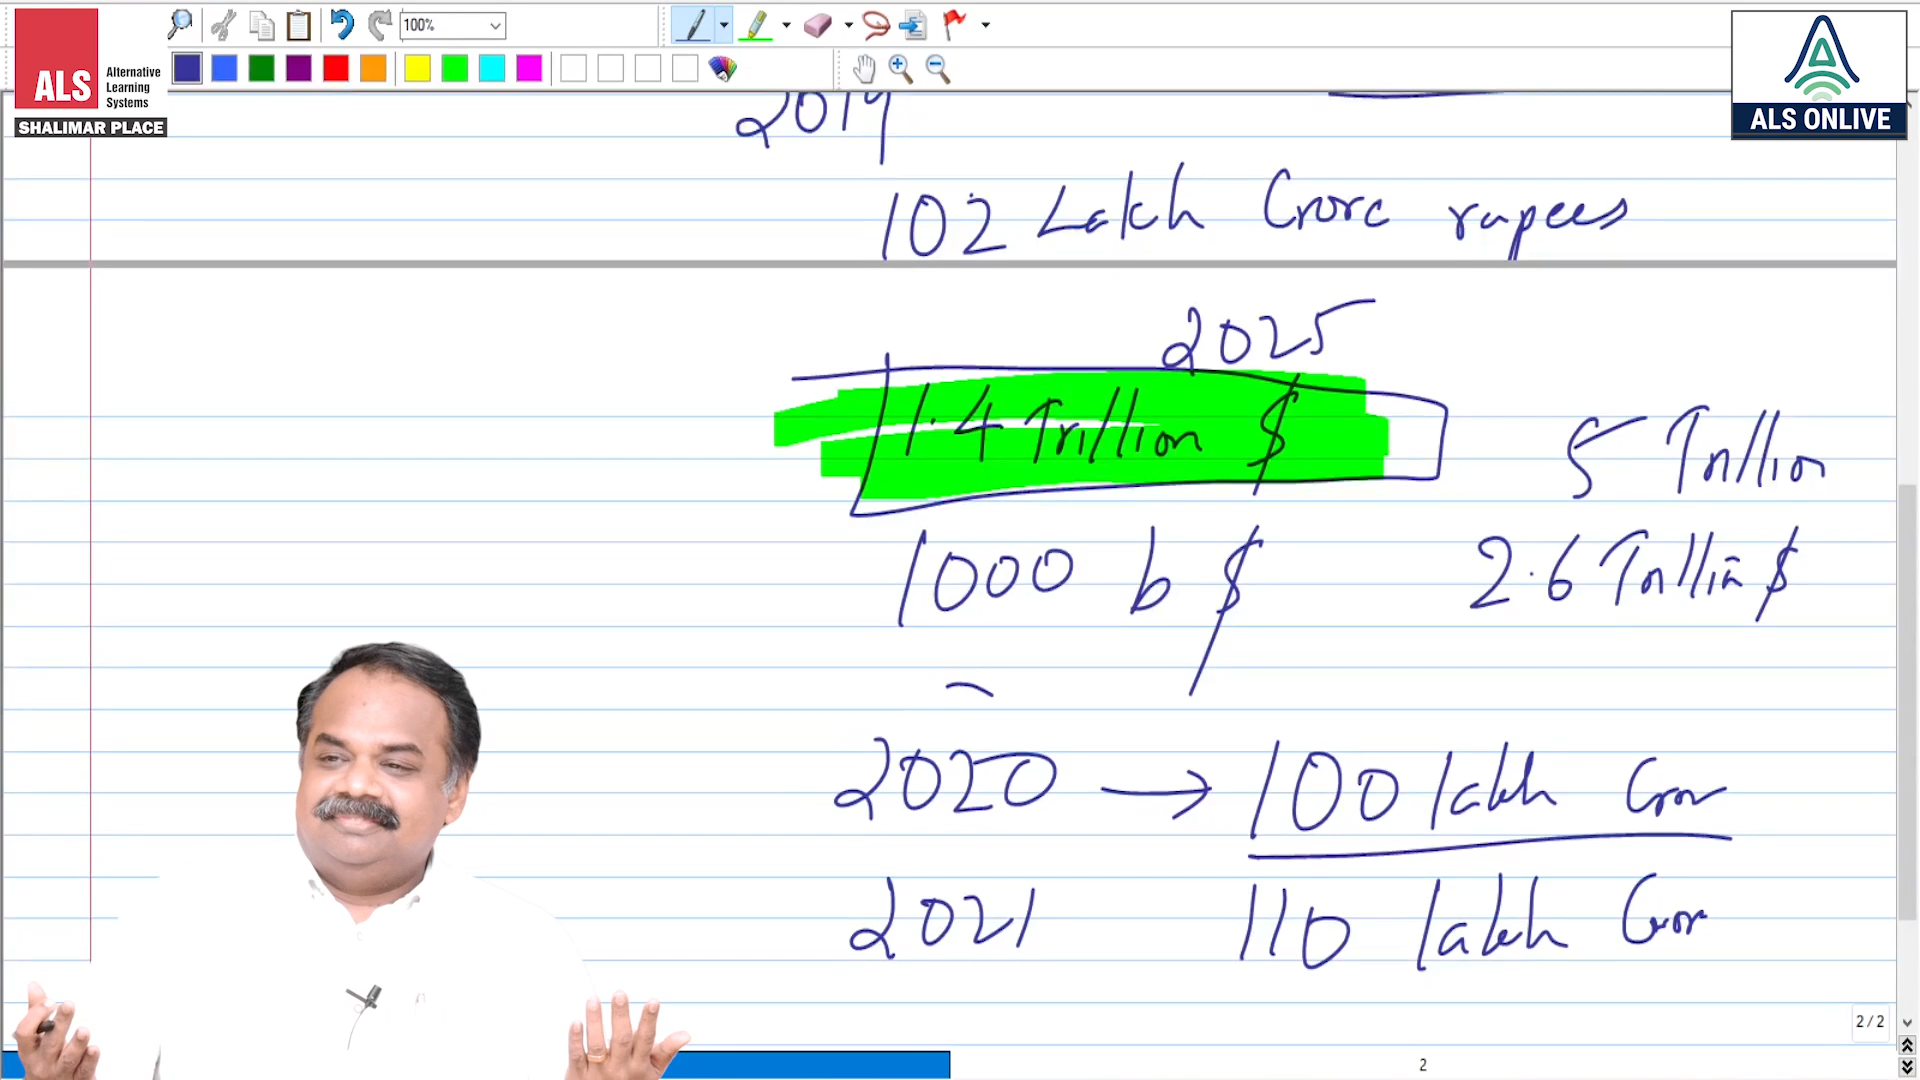 100%
ALS
Alternative
Learning
Systems
SHALIMAR PLACE
ALS ONLIVE
2019
102 Lakh Crore rupees
2025
1.4 Trillion $
5 Trillion
1000 b $
2.6 Trillion $
2020 → 100 lakh Cror
2021 110 lakh Cror
2 / 2
2